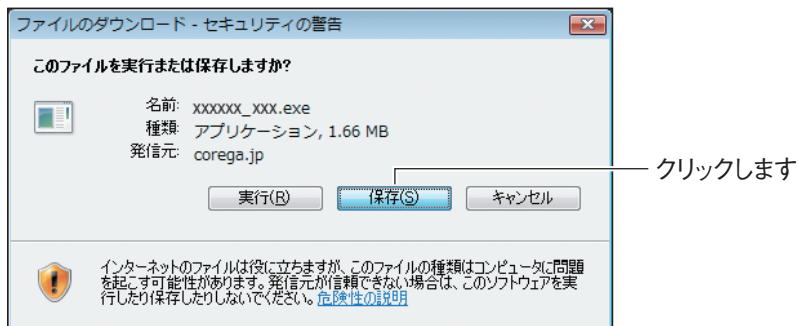 ファイルのダウンロード - セキュリティの警告
このファイルを実行または保存しますか?
名前: xxxxxx_xxx.exe
種類: アプリケーション, 1.66 MB
発信元: corega.jp
実行(R) 保存(S) キャンセル
クリックします
インターネットのファイルは役に立ちますが、このファイルの種類はコンピュータに問題
を起こす可能性があります。発信元が信頼できない場合は、このソフトウェアを実
行したり保存したりしないでください。危険性の説明